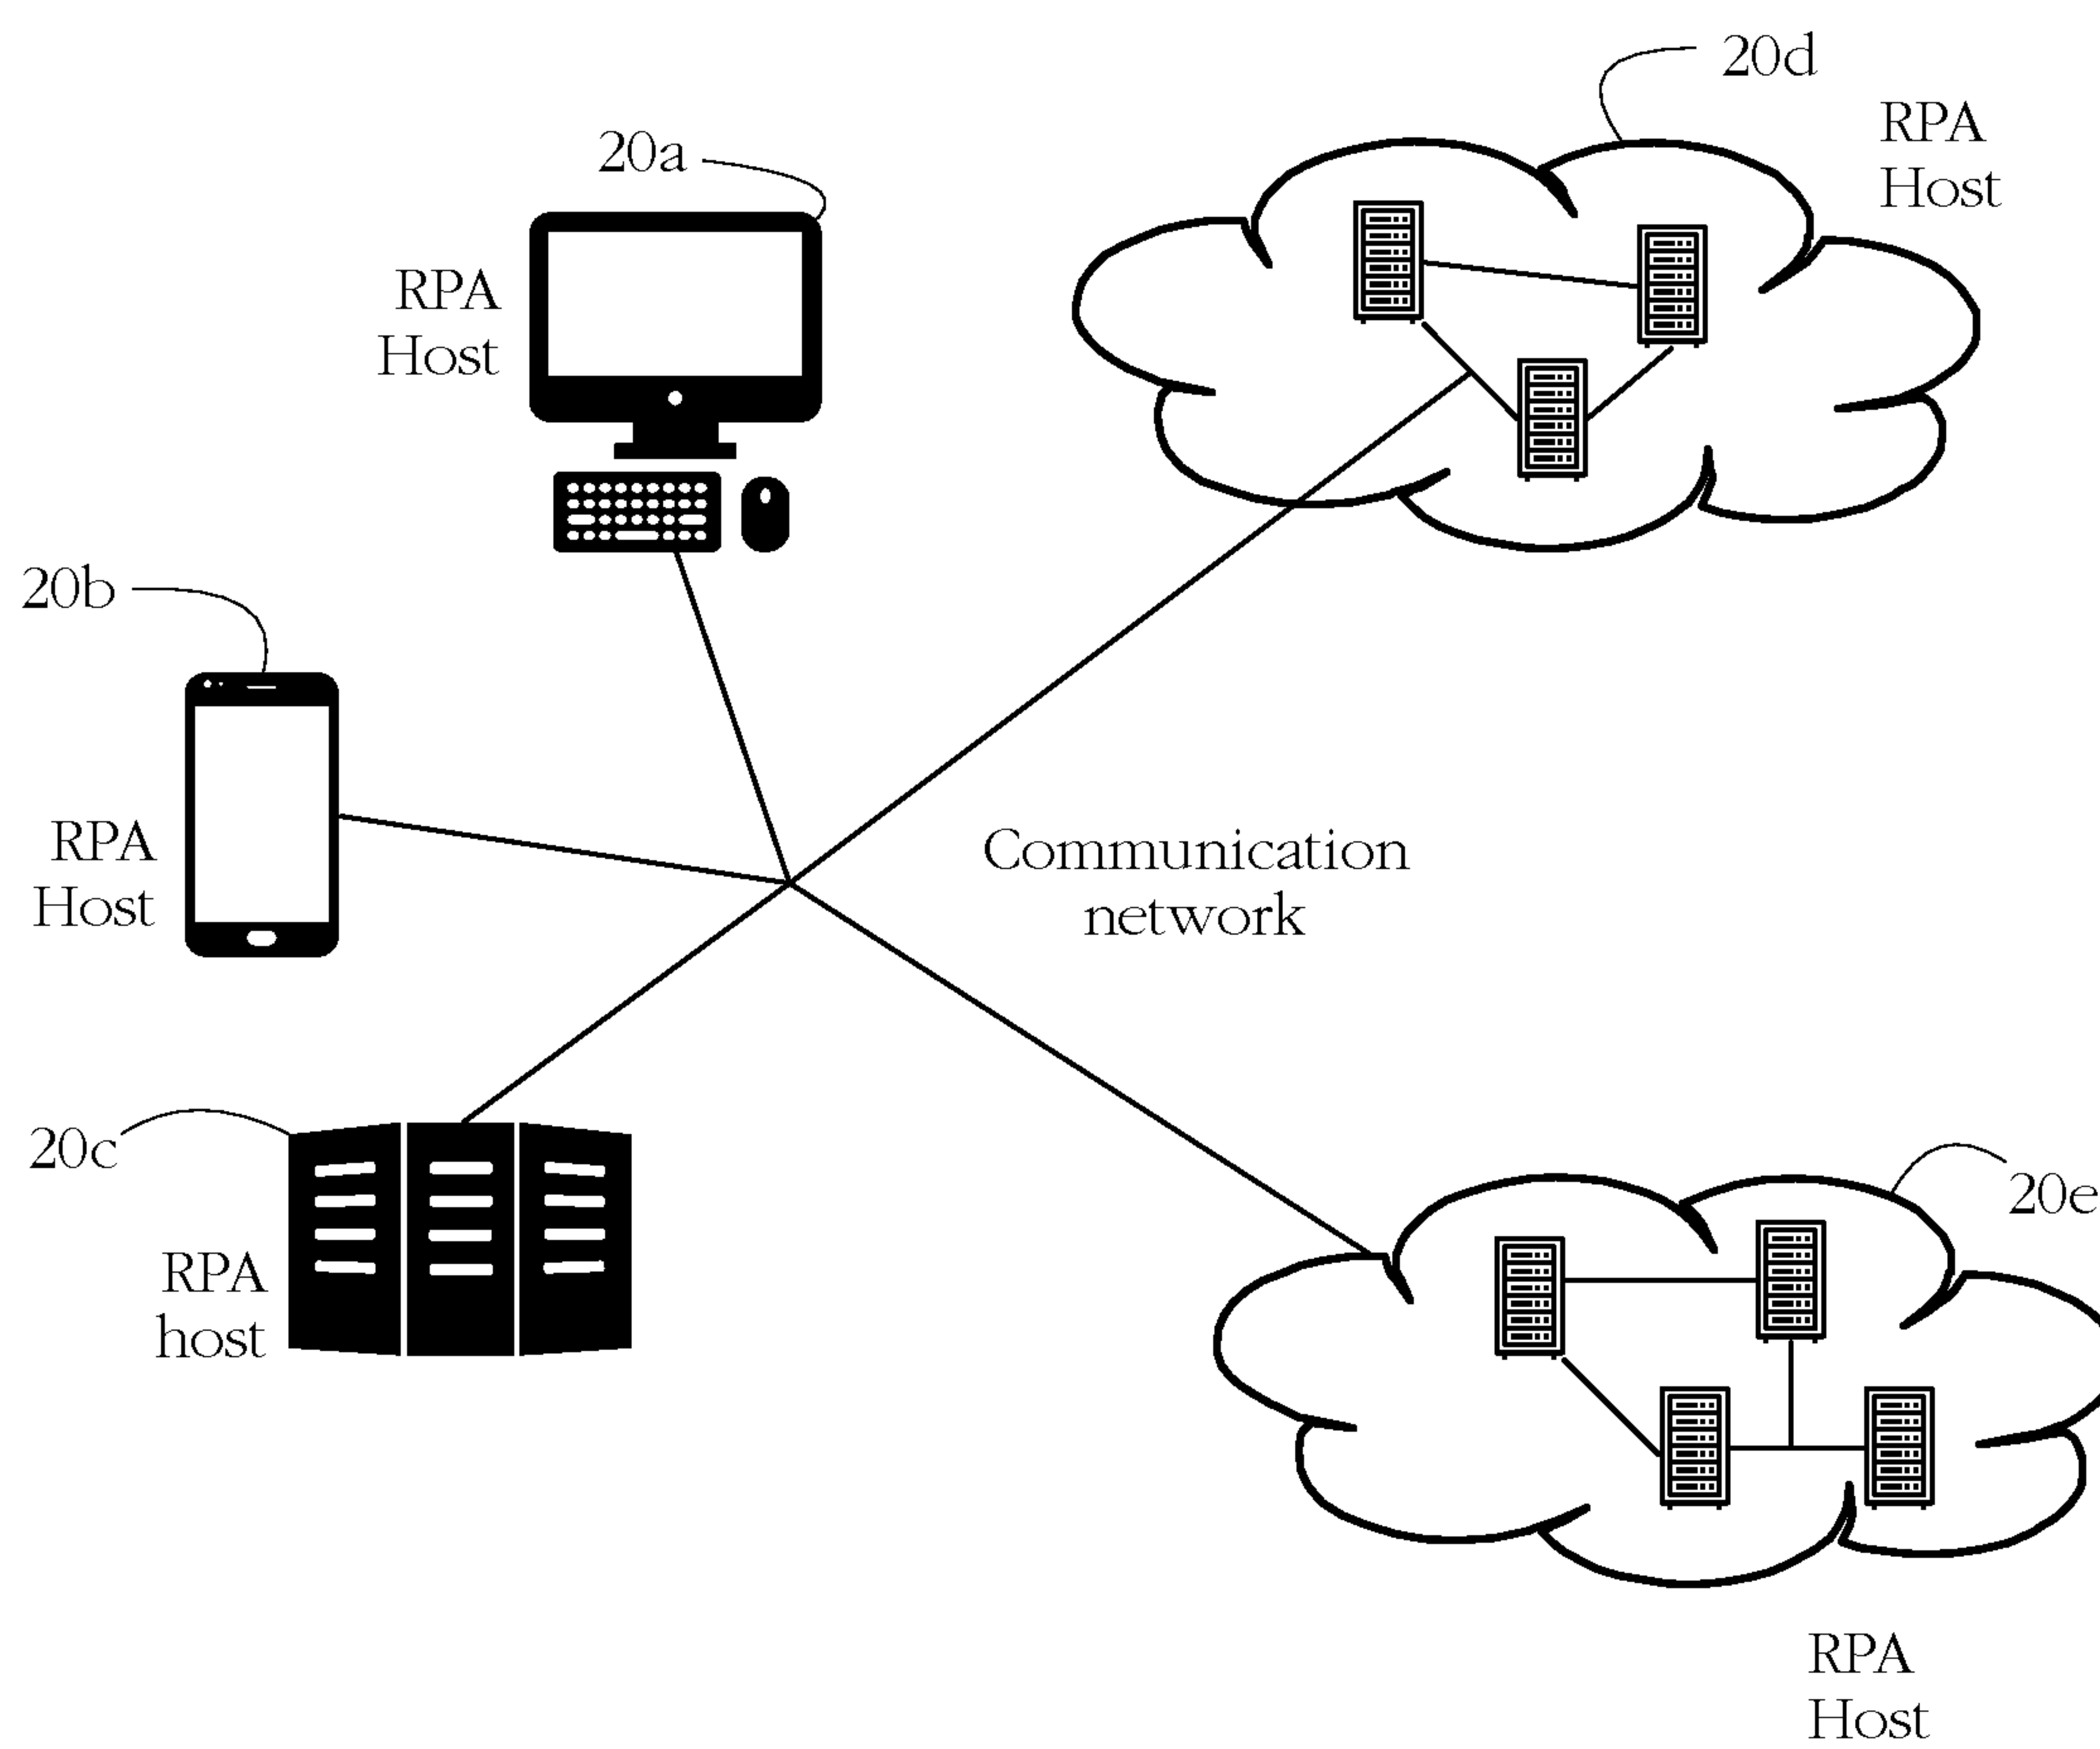 20d
RPA
Host
20a
RPA
Host
20b
RPA
Host
Communication
network
20c
RPA
host
20e
RPA
Host